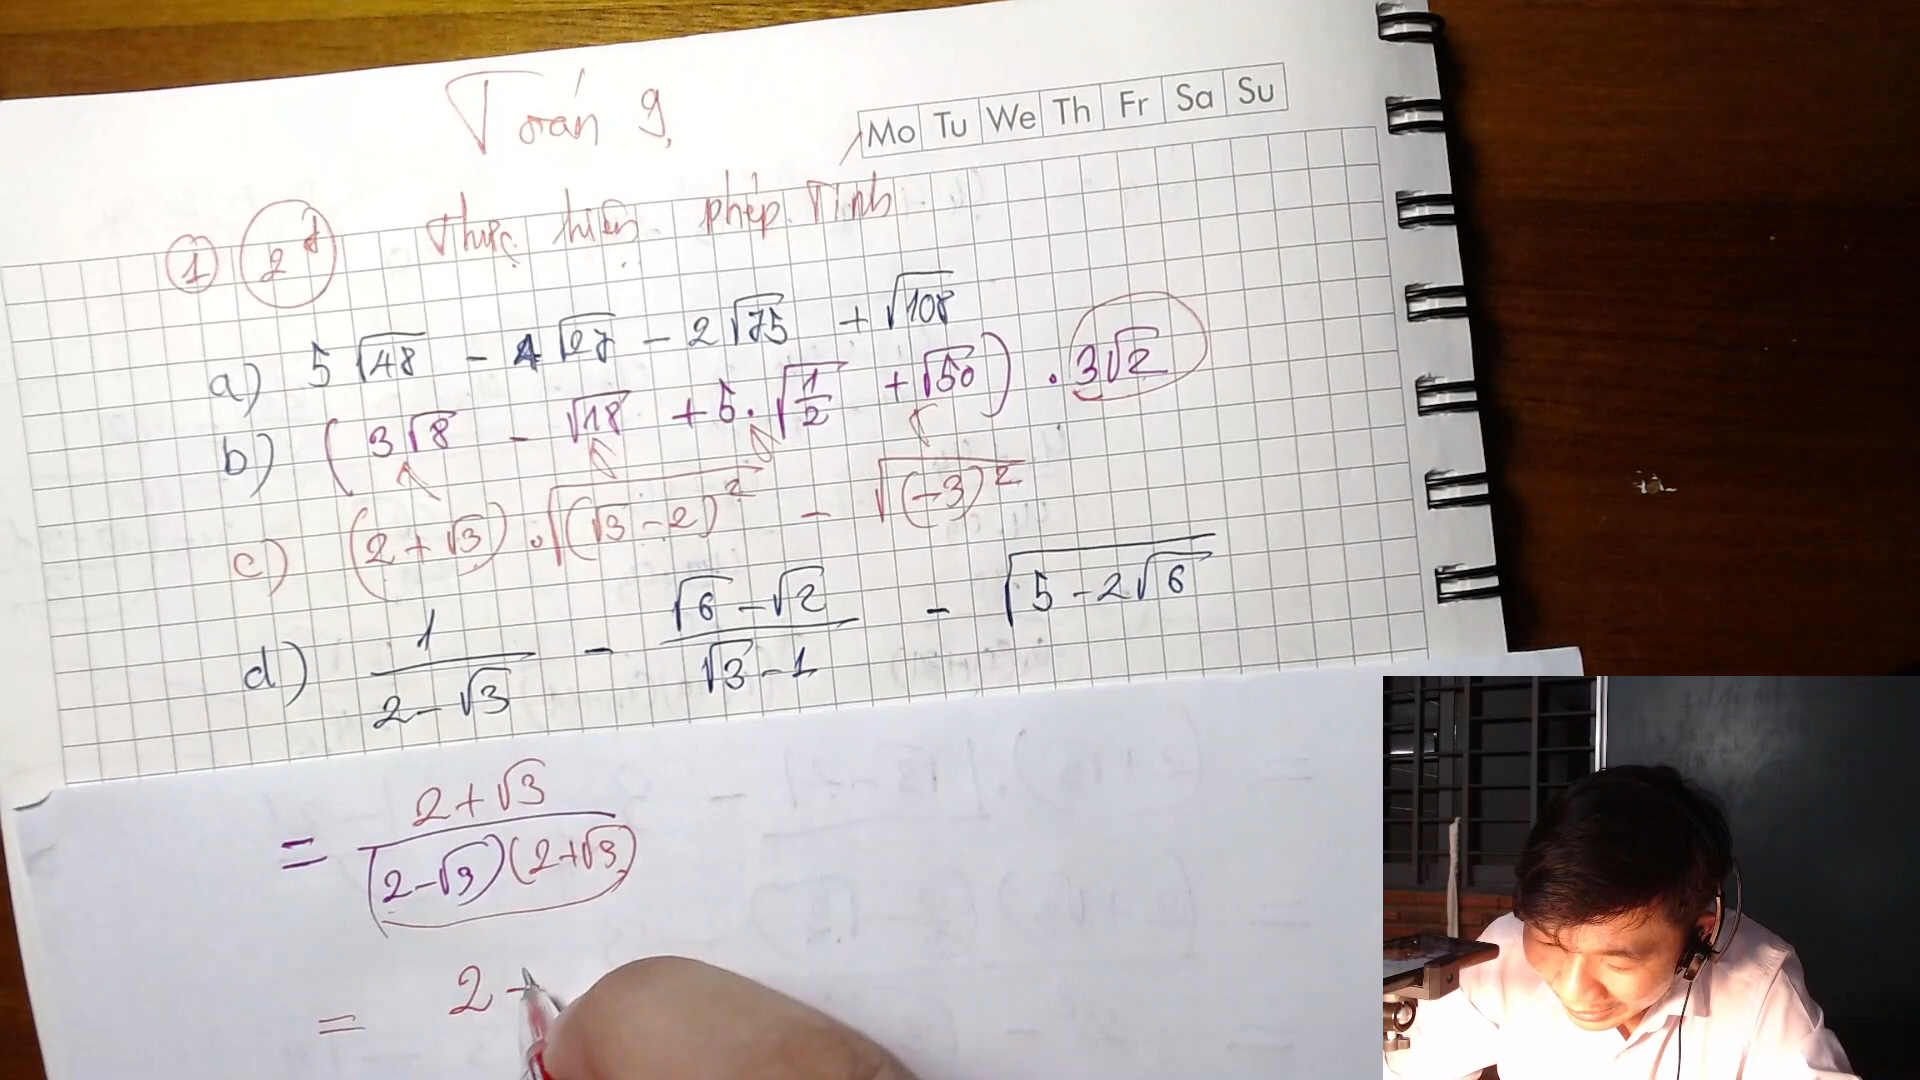 Toán 9.
Mo Tu We Th Fr Sa Su
① 2đ Thực hiện phép tính.
a) 5√48 - 4√27 - 2√75 + √108
b) (3√8 - √18 + 5.√(1/2) + √50) . 3√2
c) (2+√3).√((√3-2)²) - √((-3)²)
d) 1/(2-√3) - (√6-√2)/(√3-1) - √(5-2√6)
= (2+√3)/((2-√3)(2+√3))
= 2 +